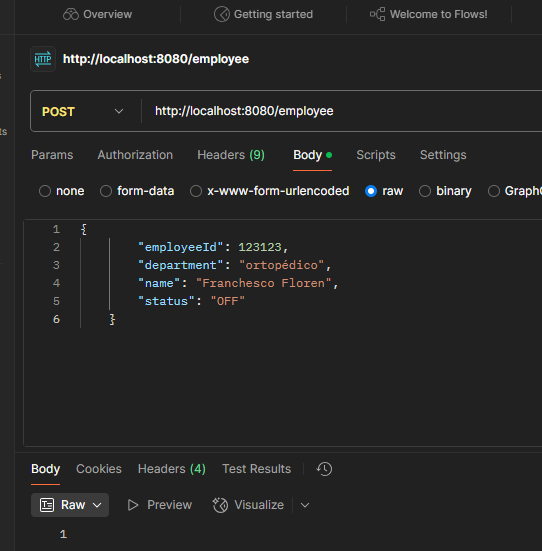 Overview Getting started Welcome to Flows!
HTTP http://localhost:8080/employee
POST http://localhost:8080/employee
ts
Params Authorization Headers (9) Body Scripts Settings
none form-data x-www-form-urlencoded raw binary Graph
1 {
2 "employeeId": 123123,
3 "department": "ortopédico",
4 "name": "Franchesco Floren",
5 "status": "OFF"
6 }
Body Cookies Headers (4) Test Results
Raw Preview Visualize
1